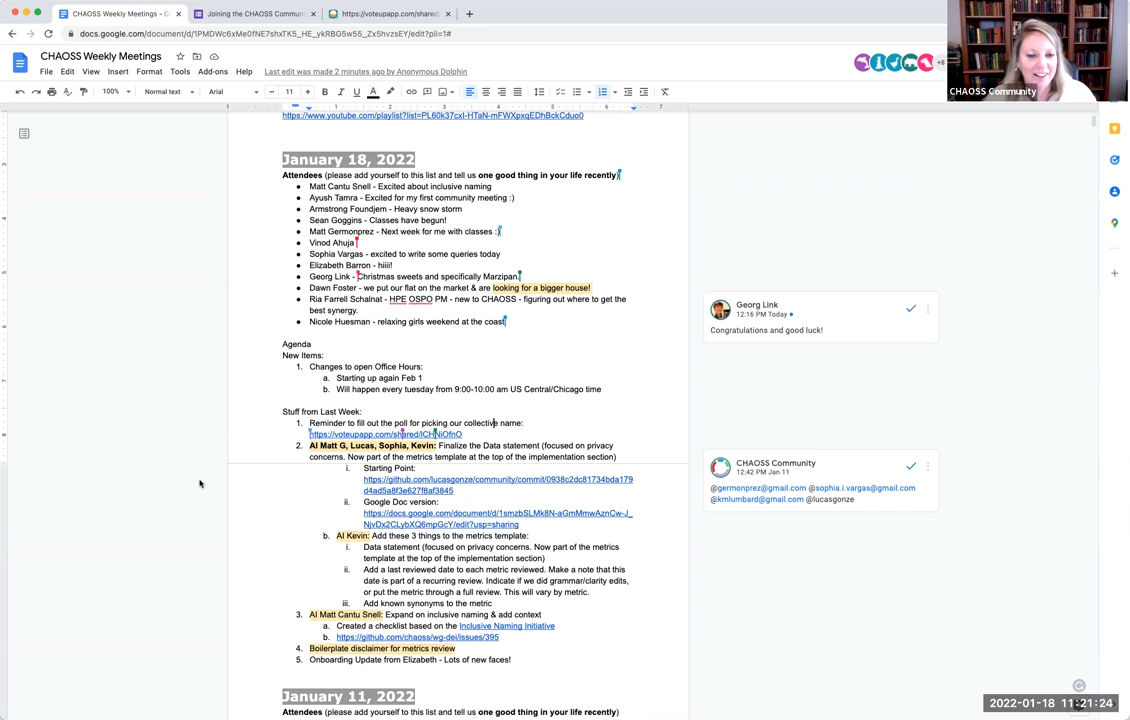 CHAOSS Weekly Meetings - G
Joining the CHAOSS Commun
https://voteupapp.com/shared
docs.google.com/document/d/1PMDWc6xMe0fNE7shxTK5_HE_ykRBG5w55_Zx5hvzsEY/edit?pli=1#
CHAOSS Weekly Meetings
File Edit View Insert Format Tools Add-ons Help Last edit was made 2 minutes ago by Anonymous Dolphin
+8
CHAOSS Community
100% Normal text Arial 11
https://www.youtube.com/playlist?list=PL60k37cxI-HTaN-mFWXpxqEDhBckCduo0
January 18, 2022
Attendees (please add yourself to this list and tell us one good thing in your life recently)
● Matt Cantu Snell - Excited about inclusive naming
● Ayush Tamra - Excited for my first community meeting :)
● Armstrong Foundjem - Heavy snow storm
● Sean Goggins - Classes have begun!
● Matt Germonprez - Next week for me with classes :)
● Vinod Ahuja
● Sophia Vargas - excited to write some queries today
● Elizabeth Barron - hiiii!
● Georg Link - Christmas sweets and specifically Marzipan.
● Dawn Foster - we put our flat on the market & are looking for a bigger house!
● Ria Farrell Schalnat - HPE OSPO PM - new to CHAOSS - figuring out where to get the
best synergy.
● Nicole Huesman - relaxing girls weekend at the coast
Georg Link
12:16 PM Today
Congratulations and good luck!
Agenda
New Items:
1. Changes to open Office Hours:
a. Starting up again Feb 1
b. Will happen every tuesday from 9:00-10:00 am US Central/Chicago time
Stuff from Last Week:
1. Reminder to fill out the poll for picking our collective name:
https://voteupapp.com/shared/lCHNiOfnO
2. AI Matt G, Lucas, Sophia, Kevin: Finalize the Data statement (focused on privacy
concerns. Now part of the metrics template at the top of the implementation section)
i. Starting Point:
https://github.com/lucasgonze/community/commit/0938c2dc81734bda179
d4ad5a8f3e627f8af3845
ii. Google Doc version:
https://docs.google.com/document/d/1smzbSLMk8N-aGmMmwAznCw-J_
NjvDx2CLybXQ6mpGcY/edit?usp=sharing
CHAOSS Community
12:42 PM Jan 11
@germonprez@gmail.com @sophia.i.vargas@gmail.com
@kmlumbard@gmail.com @lucasgonze
b. AI Kevin: Add these 3 things to the metrics template:
i. Data statement (focused on privacy concerns. Now part of the metrics
template at the top of the implementation section)
ii. Add a last reviewed date to each metric reviewed. Make a note that this
date is part of a recurring review. Indicate if we did grammar/clarity edits,
or put the metric through a full review. This will vary by metric.
iii. Add known synonyms to the metric
3. AI Matt Cantu Snell: Expand on inclusive naming & add context
a. Created a checklist based on the Inclusive Naming Initiative
b. https://github.com/chaoss/wg-dei/issues/395
4. Boilerplate disclaimer for metrics review
5. Onboarding Update from Elizabeth - Lots of new faces!
January 11, 2022
Attendees (please add yourself to this list and tell us one good thing in your life recently)
2022-01-18 11:21:24